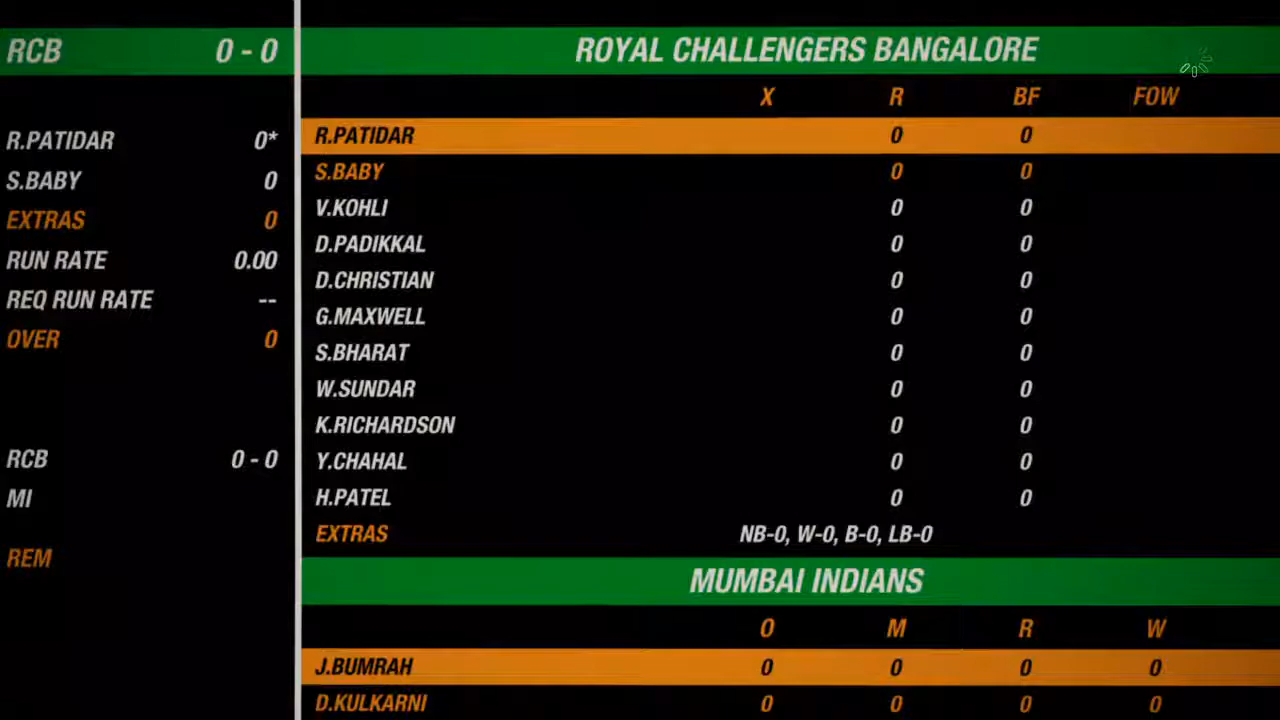 RCB 0 - 0
R.PATIDAR 0*
S.BABY 0
EXTRAS 0
RUN RATE 0.00
REQ RUN RATE --
OVER 0
RCB 0 - 0
MI
REM
ROYAL CHALLENGERS BANGALORE
X R BF FOW
R.PATIDAR 0 0
S.BABY 0 0
V.KOHLI 0 0
D.PADIKKAL 0 0
D.CHRISTIAN 0 0
G.MAXWELL 0 0
S.BHARAT 0 0
W.SUNDAR 0 0
K.RICHARDSON 0 0
Y.CHAHAL 0 0
H.PATEL 0 0
EXTRAS NB-0, W-0, B-0, LB-0
MUMBAI INDIANS
O M R W
J.BUMRAH 0 0 0 0
D.KULKARNI 0 0 0 0